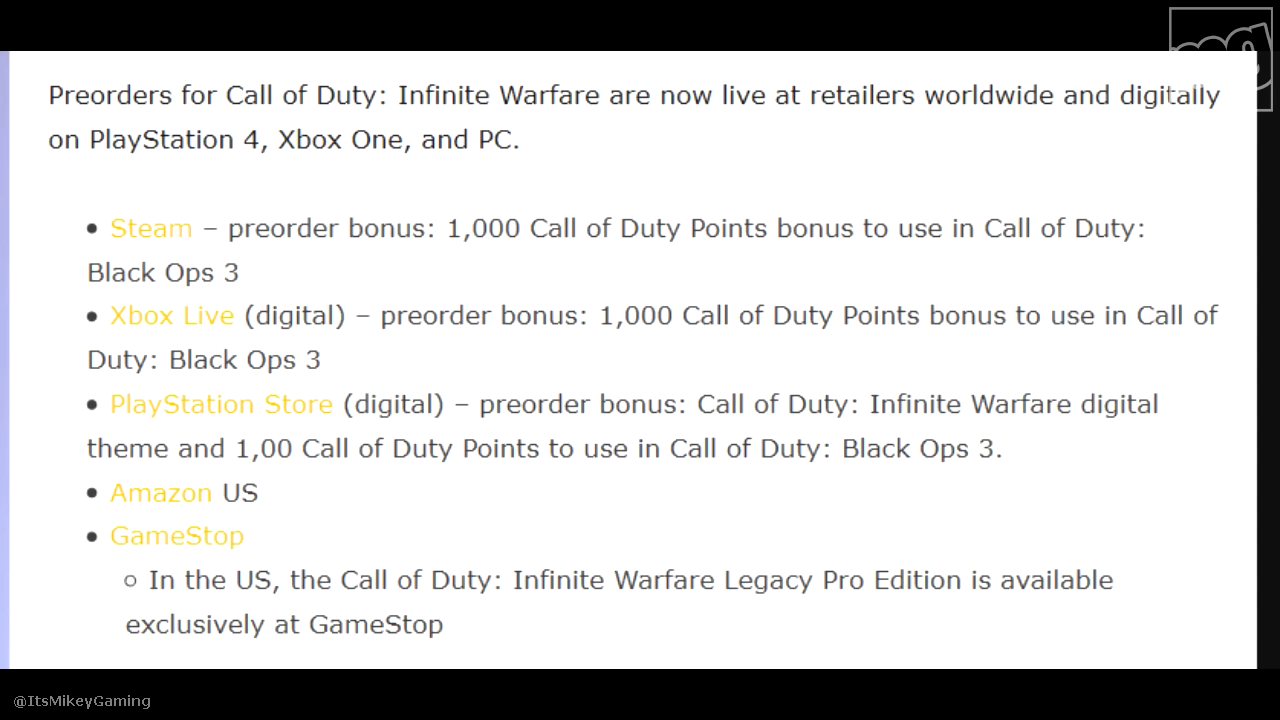 Preorders for Call of Duty: Infinite Warfare are now live at retailers worldwide and digitally
on PlayStation 4, Xbox One, and PC.
• Steam – preorder bonus: 1,000 Call of Duty Points bonus to use in Call of Duty:
Black Ops 3
• Xbox Live (digital) – preorder bonus: 1,000 Call of Duty Points bonus to use in Call of
Duty: Black Ops 3
• PlayStation Store (digital) – preorder bonus: Call of Duty: Infinite Warfare digital
theme and 1,00 Call of Duty Points to use in Call of Duty: Black Ops 3.
• Amazon US
• GameStop
○ In the US, the Call of Duty: Infinite Warfare Legacy Pro Edition is available
exclusively at GameStop
@ItsMikeyGaming